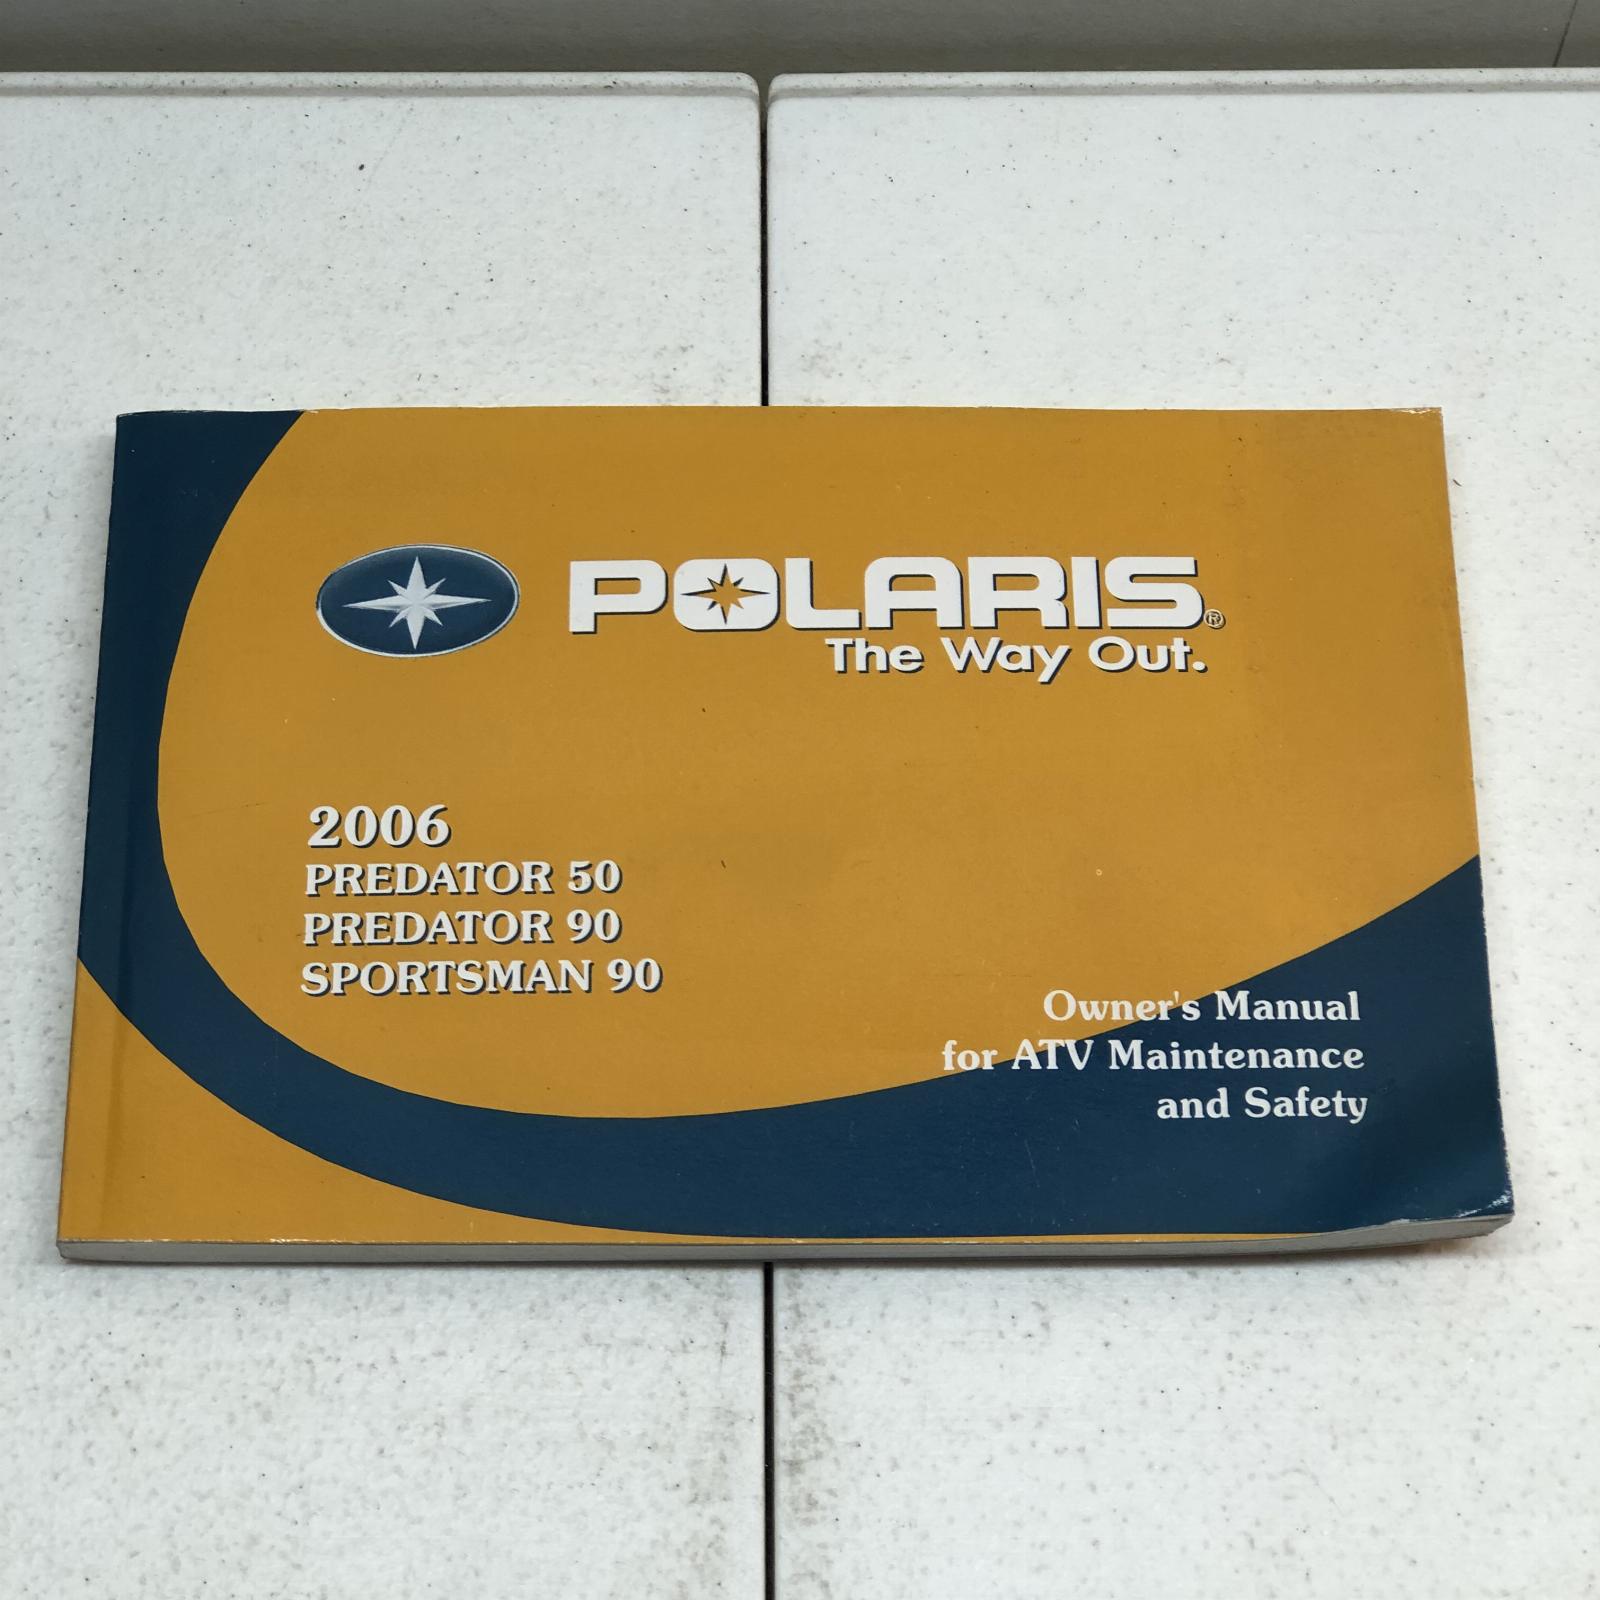 POLARIS®
The Way Out.
2006
PREDATOR 50
PREDATOR 90
SPORTSMAN 90
Owner's Manual
for ATV Maintenance
and Safety